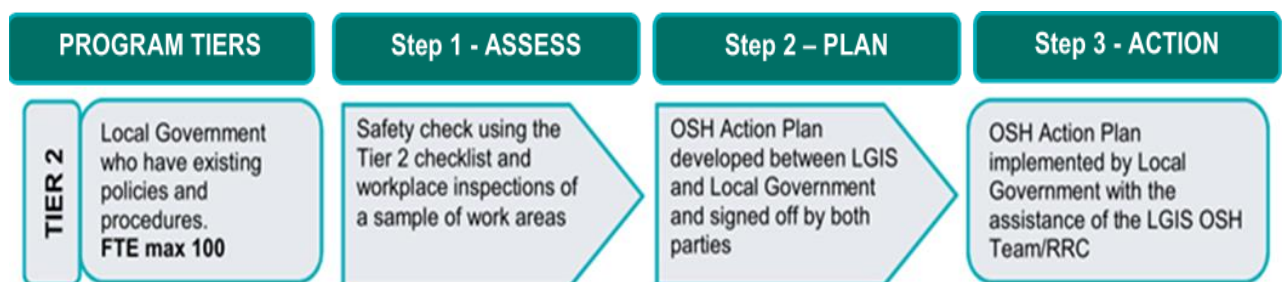 PROGRAM TIERS
Step 1 - ASSESS
Step 2 – PLAN
Step 3 - ACTION
TIER 2
Local Government
who have existing
policies and
procedures.
FTE max 100
Safety check using the
Tier 2 checklist and
workplace inspections of
a sample of work areas
OSH Action Plan
developed between LGIS
and Local Government
and signed off by both
parties
OSH Action Plan
implemented by Local
Government with the
assistance of the LGIS OSH
Team/RRC